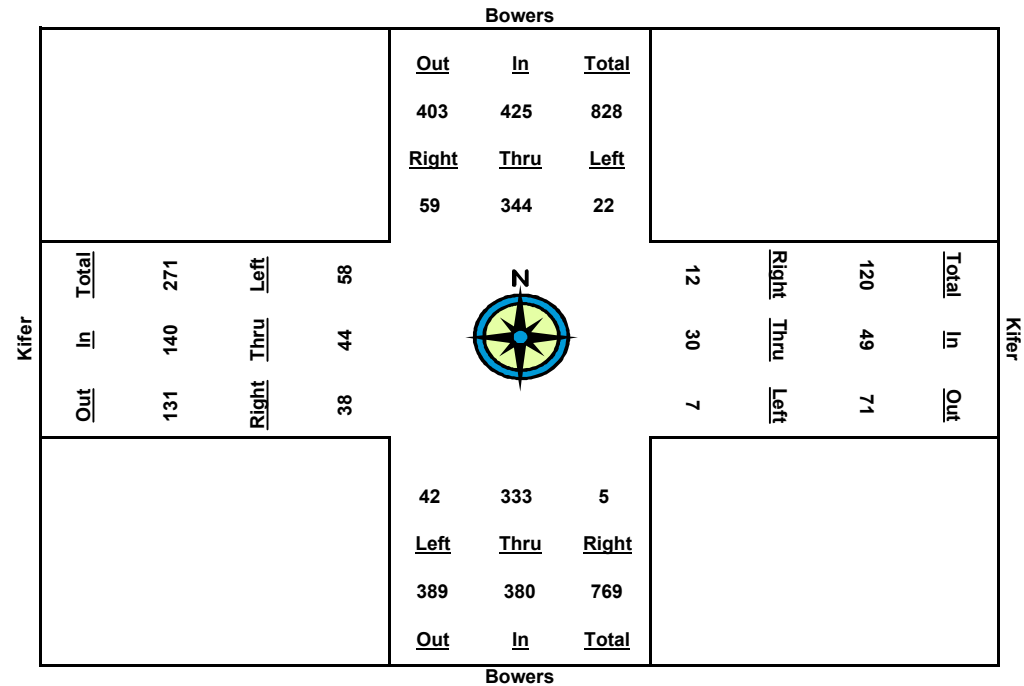 Bowers
Out In Total
403 425 828
Right Thru Left
59 344 22
Kifer
Total 271 Left 58
In 140 Thru 44
Out 131 Right 38
N
12 Right 120 Total
30 Thru 49 In
7 Left 71 Out
Kifer
42 333 5
Left Thru Right
389 380 769
Out In Total
Bowers